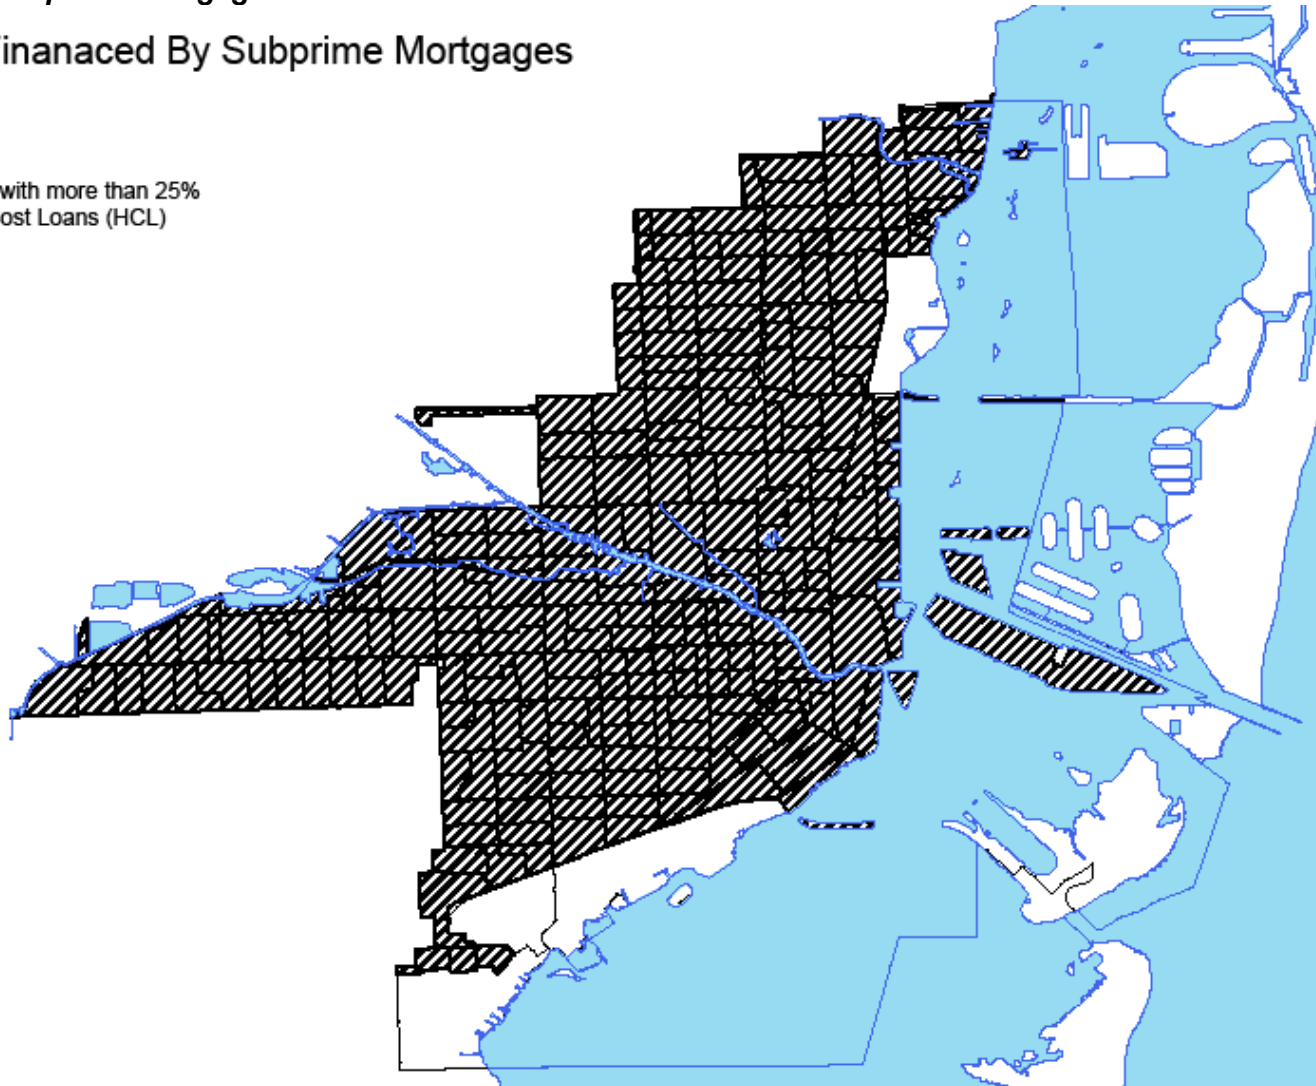 Finanaced By Subprime Mortgages
with more than 25%
ost Loans (HCL)